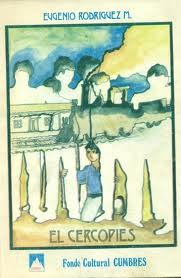 EUGENIO RODRIGUEZ M.
EL CERCOPIES
Fondo Cultural CUMBRES